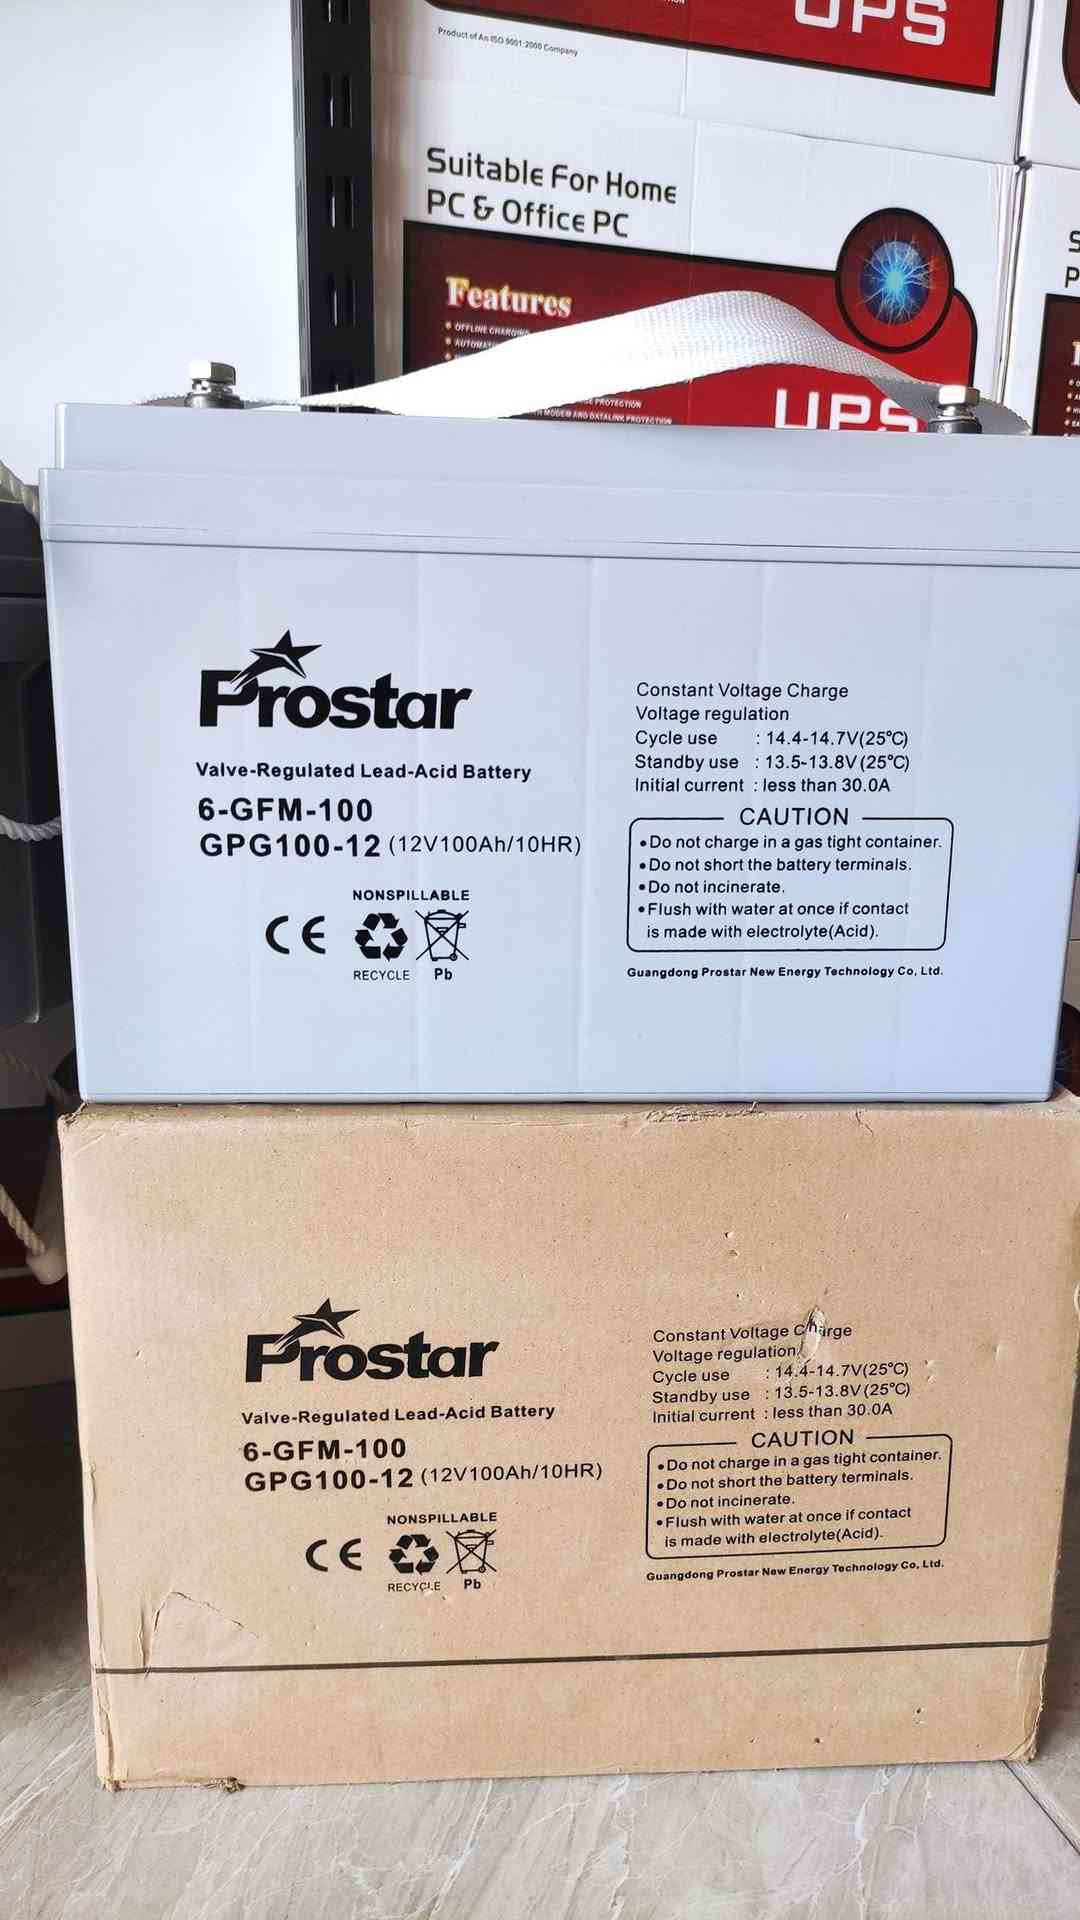 UPS
Product of An ISO 9001:2000 Company
Suitable For Home
PC & Office PC
Features
OFFLINE CHARGING
MODEM AND DATALINK PROTECTION
UPS
Prostar
Valve-Regulated Lead-Acid Battery
6-GFM-100
GPG100-12 (12V100Ah/10HR)
NONSPILLABLE
CE
RECYCLE Pb
Constant Voltage Charge
Voltage regulation
Cycle use : 14.4-14.7V(25℃)
Standby use : 13.5-13.8V(25℃)
Initial current : less than 30.0A
CAUTION
•Do not charge in a gas tight container.
•Do not short the battery terminals.
•Do not incinerate.
•Flush with water at once if contact
is made with electrolyte(Acid).
Guangdong Prostar New Energy Technology Co, Ltd.
Prostar
Valve-Regulated Lead-Acid Battery
6-GFM-100
GPG100-12 (12V100Ah/10HR)
NONSPILLABLE
CE
RECYCLE Pb
Constant Voltage Charge
Voltage regulation
Cycle use : 14.4-14.7V(25℃)
Standby use : 13.5-13.8V(25℃)
Initial current : less than 30.0A
CAUTION
•Do not charge in a gas tight container.
•Do not short the battery terminals.
•Do not incinerate.
•Flush with water at once if contact
is made with electrolyte(Acid).
Guangdong Prostar New Energy Technology Co, Ltd.